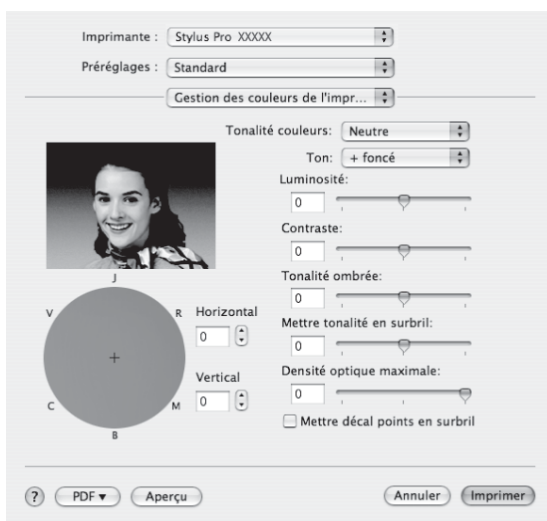 Imprimante : Stylus Pro XXXXX
Préréglages : Standard
Gestion des couleurs de l'impr...
Tonalité couleurs: Neutre
Ton: + foncé
Luminosité:
0
Contraste:
0
Tonalité ombrée:
0
Mettre tonalité en surbril:
0
Densité optique maximale:
0
Mettre décal points en surbril
J
V
R
C
M
B
Horizontal
0
Vertical
0
? PDF Aperçu Annuler Imprimer